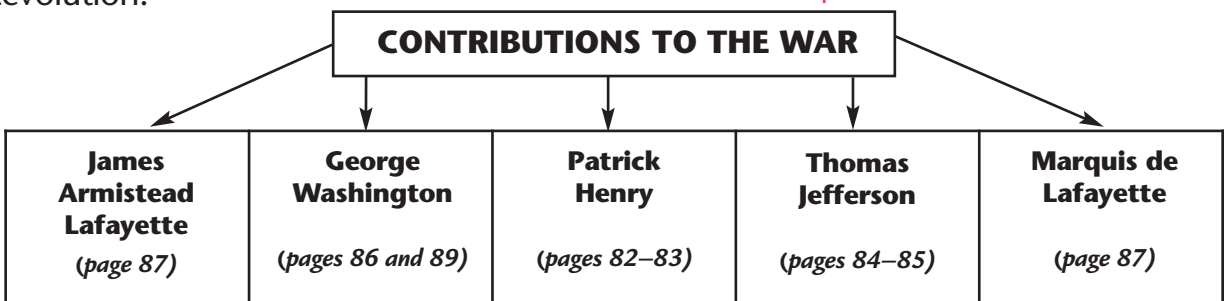 CONTRIBUTIONS TO THE WAR
James
Armistead
Lafayette
(page 87)
George
Washington
(pages 86 and 89)
Patrick
Henry
(pages 82–83)
Thomas
Jefferson
(pages 84–85)
Marquis de
Lafayette
(page 87)